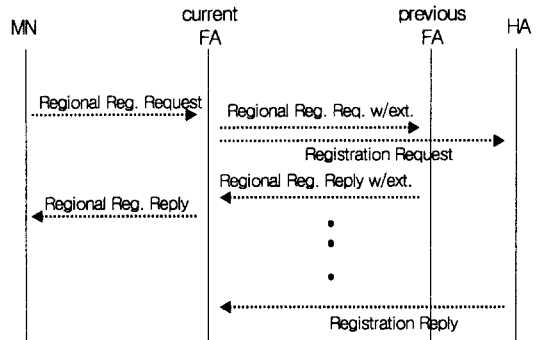 MN
current
FA
previous
FA
HA
Regional Reg. Request
Regional Reg. Req. w/ext.
Registration Request
Regional Reg. Reply w/ext.
Regional Reg. Reply
Registration Reply